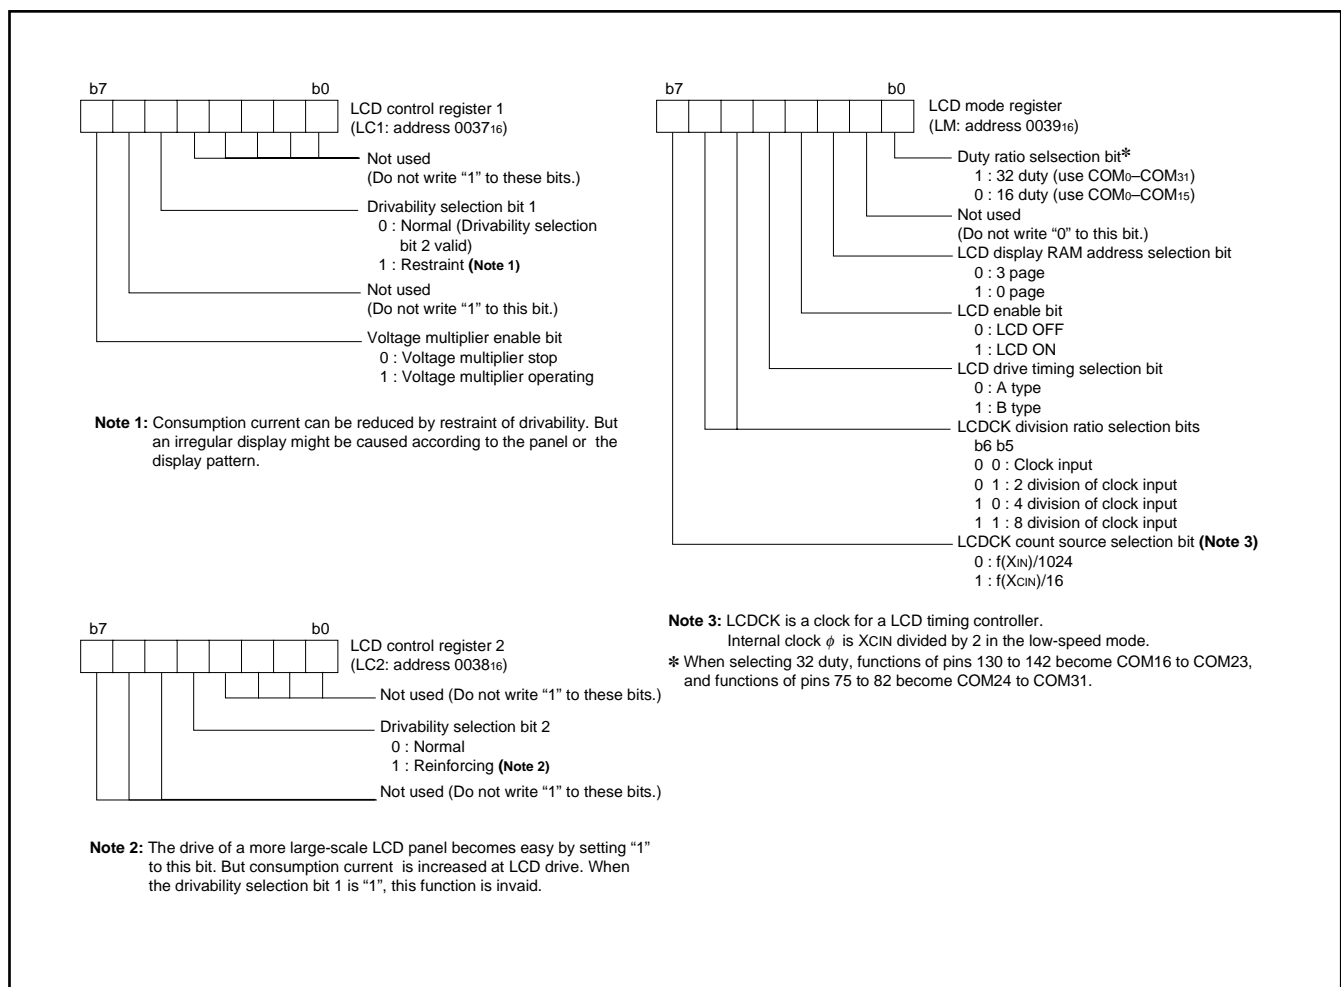 b7 b0
LCD control register 1
(LC1: address 0037₁₆)
Not used
(Do not write “1” to these bits.)
Drivability selection bit 1
0 : Normal (Drivability selection
bit 2 valid)
1 : Restraint (Note 1)
Not used
(Do not write “1” to this bit.)
Voltage multiplier enable bit
0 : Voltage multiplier stop
1 : Voltage multiplier operating
Note 1: Consumption current can be reduced by restraint of drivability. But
an irregular display might be caused according to the panel or the
display pattern.
b7 b0
LCD control register 2
(LC2: address 0038₁₆)
Not used (Do not write “1” to these bits.)
Drivability selection bit 2
0 : Normal
1 : Reinforcing (Note 2)
Not used (Do not write “1” to these bits.)
Note 2: The drive of a more large-scale LCD panel becomes easy by setting “1”
to this bit. But consumption current is increased at LCD drive. When
the drivability selection bit 1 is “1”, this function is invaid.
b7 b0
LCD mode register
(LM: address 0039₁₆)
Duty ratio selsection bit*
1 : 32 duty (use COM₀–COM₃₁)
0 : 16 duty (use COM₀–COM₁₅)
Not used
(Do not write “0” to this bit.)
LCD display RAM address selection bit
0 : 3 page
1 : 0 page
LCD enable bit
0 : LCD OFF
1 : LCD ON
LCD drive timing selection bit
0 : A type
1 : B type
LCDCK division ratio selection bits
b6 b5
0 0 : Clock input
0 1 : 2 division of clock input
1 0 : 4 division of clock input
1 1 : 8 division of clock input
LCDCK count source selection bit (Note 3)
0 : f(XIN)/1024
1 : f(XCIN)/16
Note 3: LCDCK is a clock for a LCD timing controller.
Internal clock ϕ is XCIN divided by 2 in the low-speed mode.
* When selecting 32 duty, functions of pins 130 to 142 become COM16 to COM23,
and functions of pins 75 to 82 become COM24 to COM31.